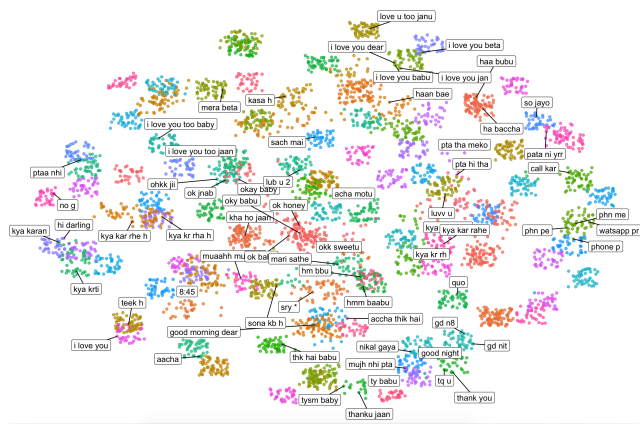 love u too janu
i love you dear
i love you beta
haa bubu
i love you babu
i love you jan
kasa h
haan bae
so jayo
mera beta
i love you too baby
ha baccha
sach mai
pta tha meko
pata ni yrr
i love you too jaan
pta hi tha
call kar
ptaa nhi
ohkk jii
lub u 2
okay baby
ok jnab
oky babu
acha motu
no g
ok honey
luvv u
phn me
kya karan
hi darling
kya kar rhe h
kya kr rha h
kha ho jaan
kya
kya kar rahe
phn pe
watsapp pr
okk sweetu
phone p
muaahh mu
ok ba
mari sathe
kya kr rh
kya krti
hm bbu
quo
8:45
teek h
sry *
hmm baabu
sona kb h
accha thik hai
good morning dear
gd n8
i love you
nikal gaya
good night
gd nit
aacha
thk hai babu
mujh nhi pta
ty babu
tq u
tysm baby
thank you
thanku jaan